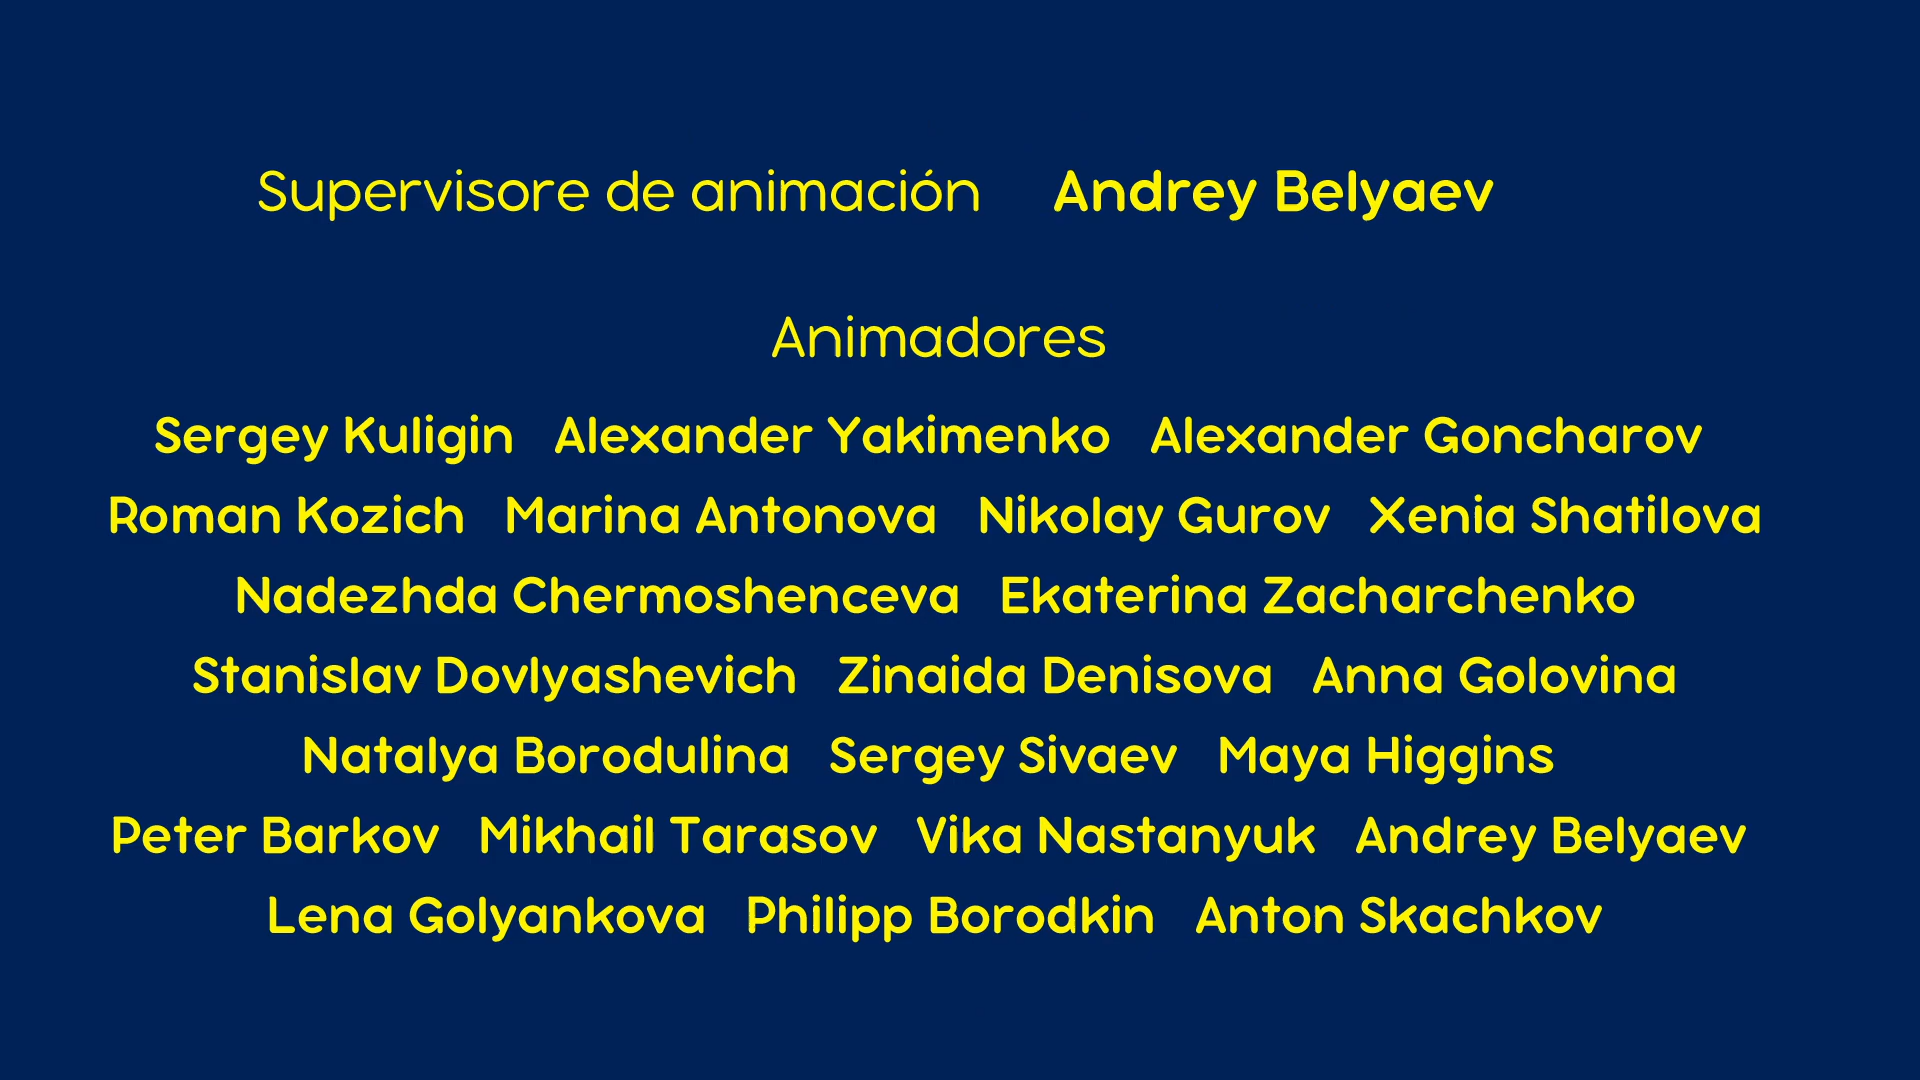 Supervisore de animación Andrey Belyaev
Animadores
Sergey Kuligin Alexander Yakimenko Alexander Goncharov
Roman Kozich Marina Antonova Nikolay Gurov Xenia Shatilova
Nadezhda Chermoshenceva Ekaterina Zacharchenko
Stanislav Dovlyashevich Zinaida Denisova Anna Golovina
Natalya Borodulina Sergey Sivaev Maya Higgins
Peter Barkov Mikhail Tarasov Vika Nastanyuk Andrey Belyaev
Lena Golyankova Philipp Borodkin Anton Skachkov